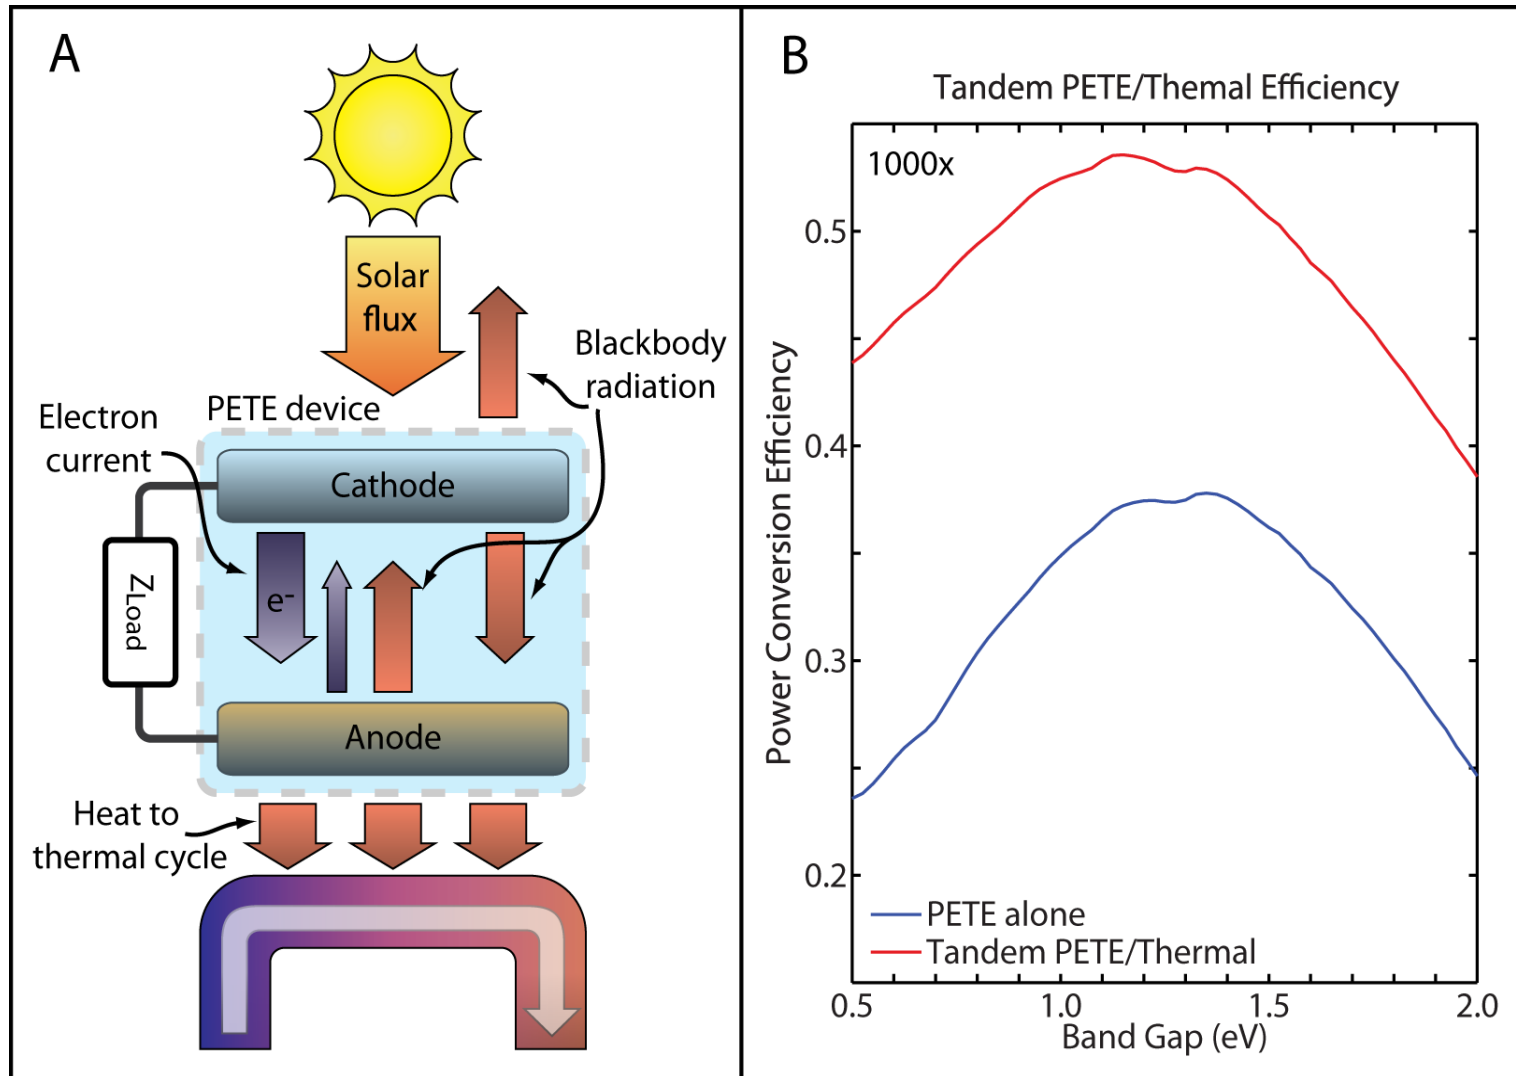 A
Solar
flux
Blackbody
radiation
PETE device
Electron
current
Cathode
ZLoad
e-
Anode
Heat to
thermal cycle
B
Tandem PETE/Themal Efficiency
1000x
Power Conversion Efficiency
0.5
0.4
0.3
0.2
PETE alone
Tandem PETE/Thermal
0.5 1.0 1.5 2.0
Band Gap (eV)